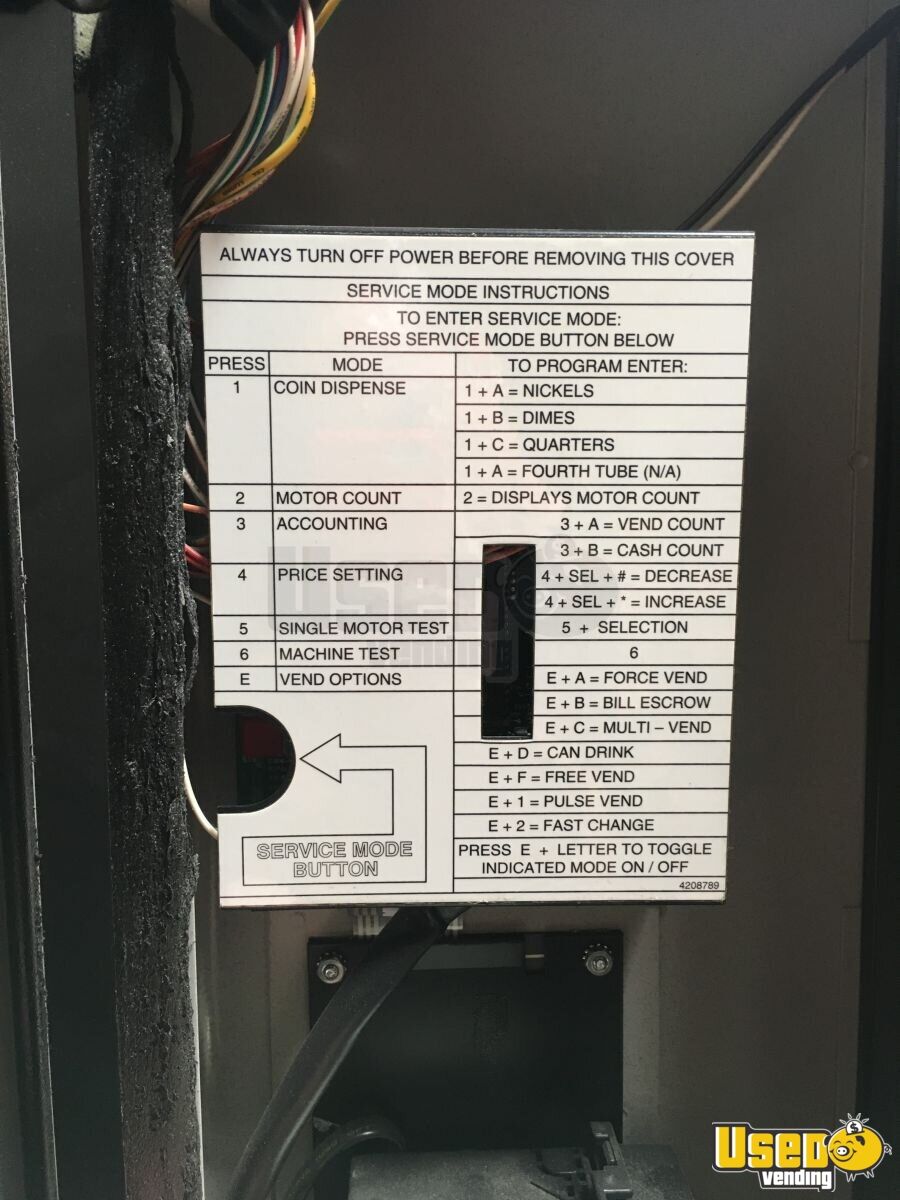 ALWAYS TURN OFF POWER BEFORE REMOVING THIS COVER
SERVICE MODE INSTRUCTIONS
TO ENTER SERVICE MODE:
PRESS SERVICE MODE BUTTON BELOW
PRESS MODE TO PROGRAM ENTER:
1 COIN DISPENSE 1 + A = NICKELS
1 + B = DIMES
1 + C = QUARTERS
1 + A = FOURTH TUBE (N/A)
2 MOTOR COUNT 2 = DISPLAYS MOTOR COUNT
3 ACCOUNTING 3 + A = VEND COUNT
3 + B = CASH COUNT
4 PRICE SETTING 4 + SEL + # = DECREASE
4 + SEL + * = INCREASE
5 SINGLE MOTOR TEST 5 + SELECTION
6 MACHINE TEST 6
E VEND OPTIONS E + A = FORCE VEND
E + B = BILL ESCROW
E + C = MULTI – VEND
E + D = CAN DRINK
E + F = FREE VEND
E + 1 = PULSE VEND
E + 2 = FAST CHANGE
PRESS E + LETTER TO TOGGLE
INDICATED MODE ON / OFF
4208789
SERVICE MODE
BUTTON
Used
vending
Used
vending